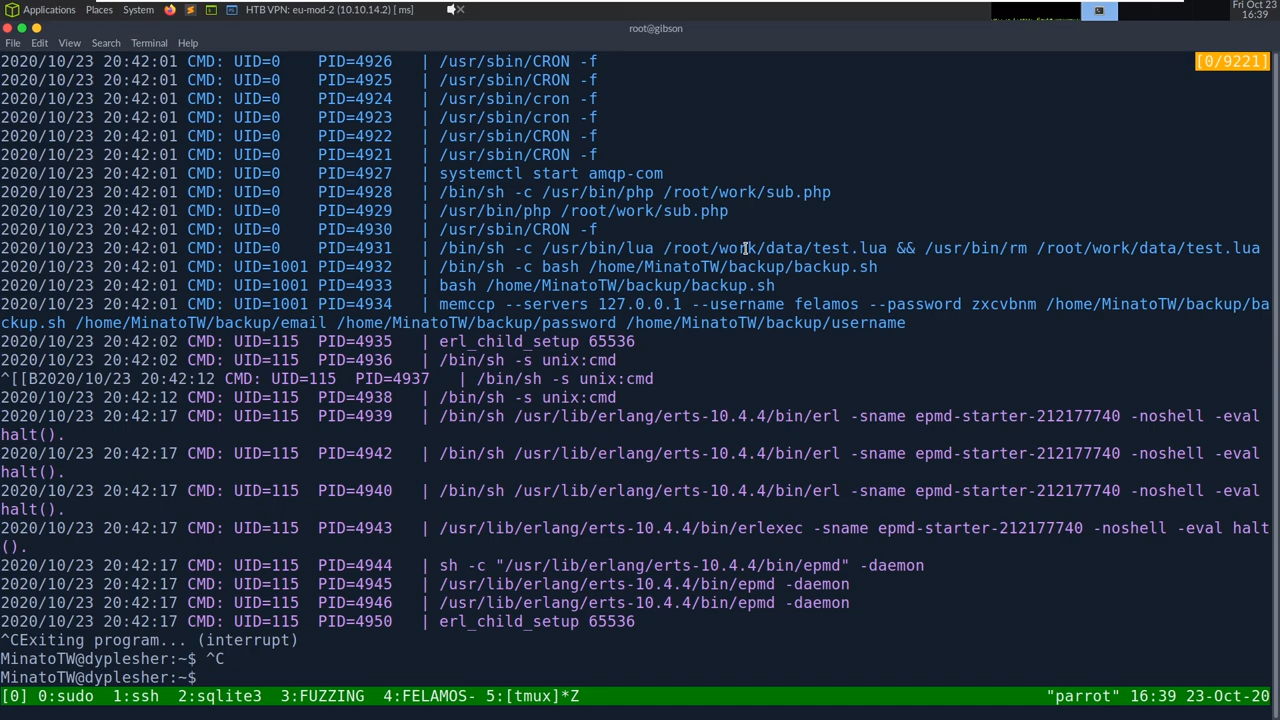 Applications Places System HTB VPN: eu-mod-2 (10.10.14.2) [ ms] Fri Oct 23
16:39
root@gibson
File Edit View Search Terminal Help
2020/10/23 20:42:01 CMD: UID=0 PID=4926 | /usr/sbin/CRON -f [0/9221]
2020/10/23 20:42:01 CMD: UID=0 PID=4925 | /usr/sbin/CRON -f
2020/10/23 20:42:01 CMD: UID=0 PID=4924 | /usr/sbin/cron -f
2020/10/23 20:42:01 CMD: UID=0 PID=4923 | /usr/sbin/cron -f
2020/10/23 20:42:01 CMD: UID=0 PID=4922 | /usr/sbin/CRON -f
2020/10/23 20:42:01 CMD: UID=0 PID=4921 | /usr/sbin/CRON -f
2020/10/23 20:42:01 CMD: UID=0 PID=4927 | systemctl start amqp-com
2020/10/23 20:42:01 CMD: UID=0 PID=4928 | /bin/sh -c /usr/bin/php /root/work/sub.php
2020/10/23 20:42:01 CMD: UID=0 PID=4929 | /usr/bin/php /root/work/sub.php
2020/10/23 20:42:01 CMD: UID=0 PID=4930 | /usr/sbin/CRON -f
2020/10/23 20:42:01 CMD: UID=0 PID=4931 | /bin/sh -c /usr/bin/lua /root/work/data/test.lua && /usr/bin/rm /root/work/data/test.lua
2020/10/23 20:42:01 CMD: UID=1001 PID=4932 | /bin/sh -c bash /home/MinatoTW/backup/backup.sh
2020/10/23 20:42:01 CMD: UID=1001 PID=4933 | bash /home/MinatoTW/backup/backup.sh
2020/10/23 20:42:01 CMD: UID=1001 PID=4934 | memccp --servers 127.0.0.1 --username felamos --password zxcvbnm /home/MinatoTW/backup/ba
ckup.sh /home/MinatoTW/backup/email /home/MinatoTW/backup/password /home/MinatoTW/backup/username
2020/10/23 20:42:02 CMD: UID=115 PID=4935 | erl_child_setup 65536
2020/10/23 20:42:02 CMD: UID=115 PID=4936 | /bin/sh -s unix:cmd
^[[B2020/10/23 20:42:12 CMD: UID=115 PID=4937 | /bin/sh -s unix:cmd
2020/10/23 20:42:12 CMD: UID=115 PID=4938 | /bin/sh -s unix:cmd
2020/10/23 20:42:17 CMD: UID=115 PID=4939 | /bin/sh /usr/lib/erlang/erts-10.4.4/bin/erl -sname epmd-starter-212177740 -noshell -eval
halt().
2020/10/23 20:42:17 CMD: UID=115 PID=4942 | /bin/sh /usr/lib/erlang/erts-10.4.4/bin/erl -sname epmd-starter-212177740 -noshell -eval
halt().
2020/10/23 20:42:17 CMD: UID=115 PID=4940 | /bin/sh /usr/lib/erlang/erts-10.4.4/bin/erl -sname epmd-starter-212177740 -noshell -eval
halt().
2020/10/23 20:42:17 CMD: UID=115 PID=4943 | /usr/lib/erlang/erts-10.4.4/bin/erlexec -sname epmd-starter-212177740 -noshell -eval halt
().
2020/10/23 20:42:17 CMD: UID=115 PID=4944 | sh -c "/usr/lib/erlang/erts-10.4.4/bin/epmd" -daemon
2020/10/23 20:42:17 CMD: UID=115 PID=4945 | /usr/lib/erlang/erts-10.4.4/bin/epmd -daemon
2020/10/23 20:42:17 CMD: UID=115 PID=4946 | /usr/lib/erlang/erts-10.4.4/bin/epmd -daemon
2020/10/23 20:42:17 CMD: UID=115 PID=4950 | erl_child_setup 65536
^CExiting program... (interrupt)
MinatoTW@dyplesher:~$ ^C
MinatoTW@dyplesher:~$
[0] 0:sudo 1:ssh 2:sqlite3 3:FUZZING 4:FELAMOS- 5:[tmux]*Z "parrot" 16:39 23-Oct-20